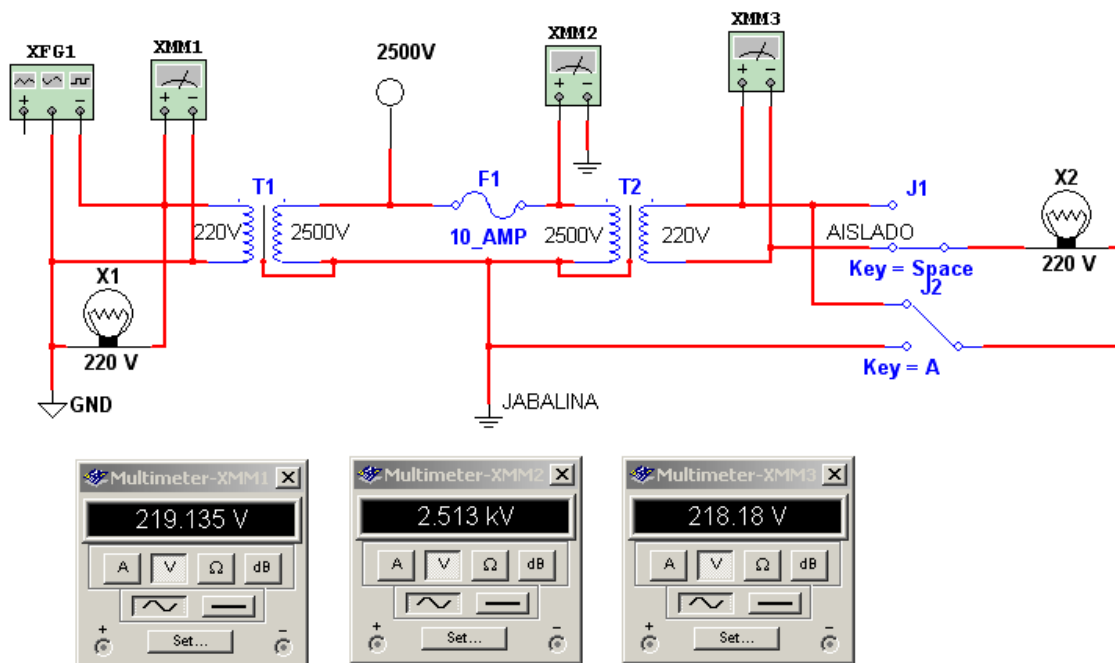 XFG1
XMM1
2500V
XMM2
XMM3
+ -
+ -
+ -
+ -
T1
F1
T2
J1
X2
220V
2500V
10_AMP
2500V
220V
AISLADO
220 V
Key = Space
X1
J2
220 V
Key = A
GND
JABALINA
Multimeter-XMM1 X
Multimeter-XMM2 X
Multimeter-XMM3 X
219.135 V
2.513 kV
218.18 V
A V Ω dB
A V Ω dB
A V Ω dB
+ Set... -
+ Set... -
+ Set... -